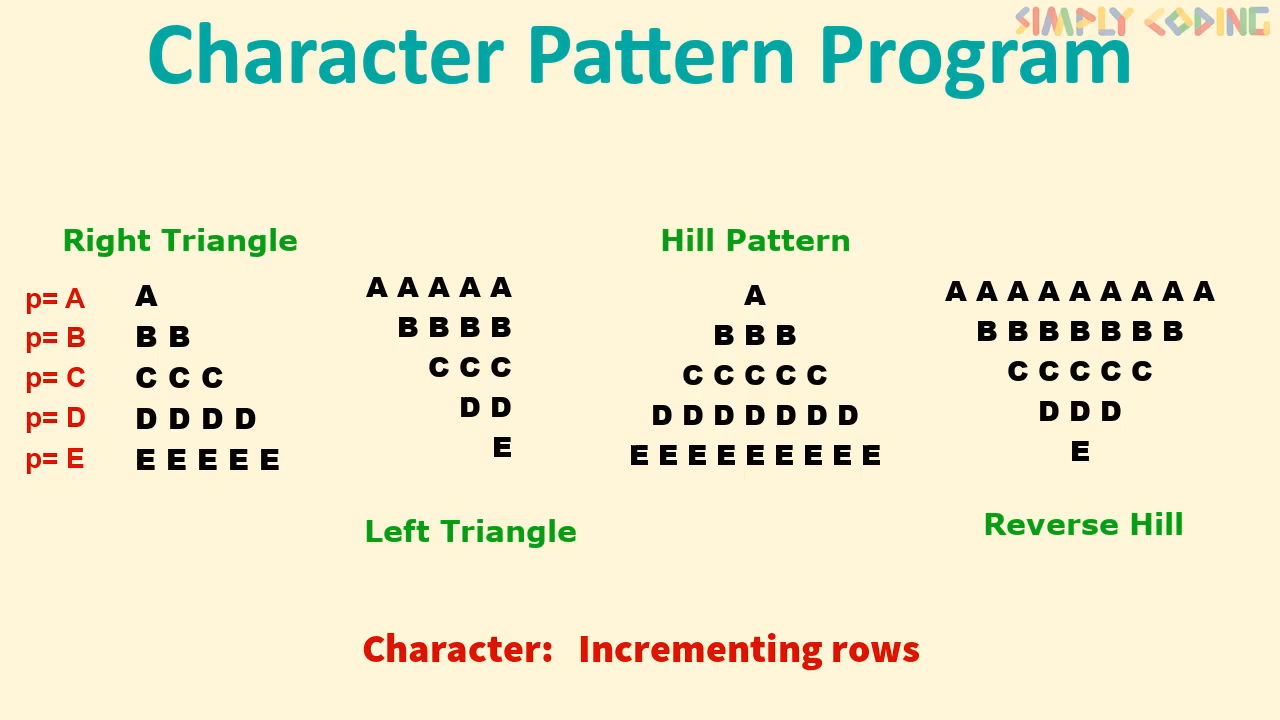 SIMPLY CODING
Character Pattern Program
Right Triangle
p= A A
p= B B B
p= C C C C
p= D D D D D
p= E E E E E E
A A A A A
B B B B
C C C
D D
E
Left Triangle
Hill Pattern
A
B B B
C C C C C
D D D D D D D
E E E E E E E E E
A A A A A A A A A
B B B B B B B
C C C C C
D D D
E
Reverse Hill
Character: Incrementing rows